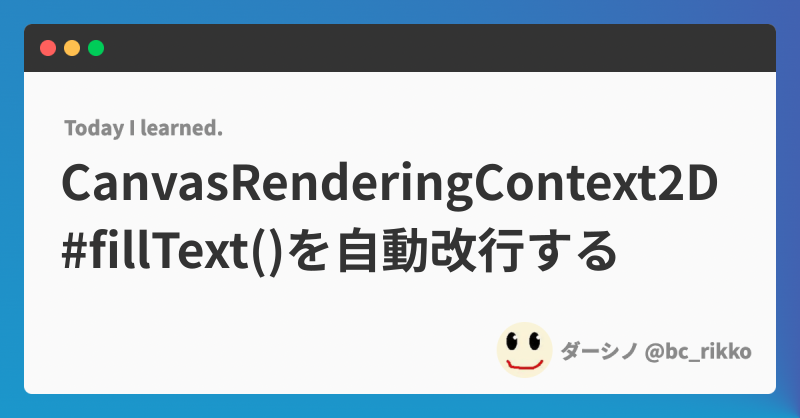 Today I learned.
CanvasRenderingContext2D
#fillText()を自動改行する
ダーシノ @bc_rikko